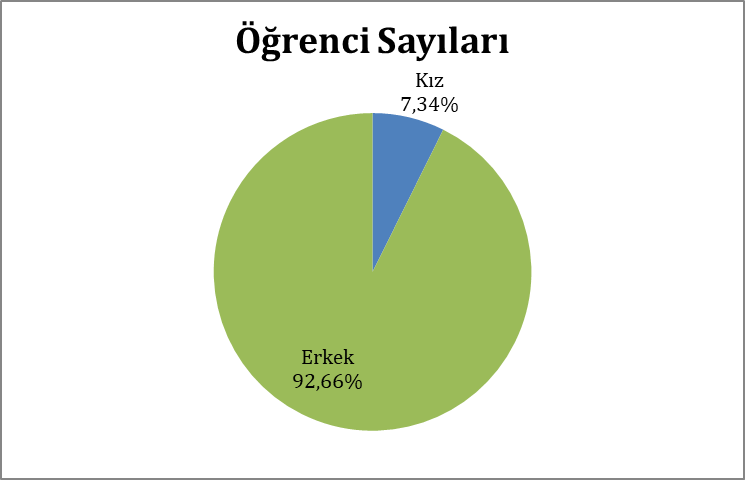 Öğrenci Sayıları
Kız
7,34%
Erkek
92,66%